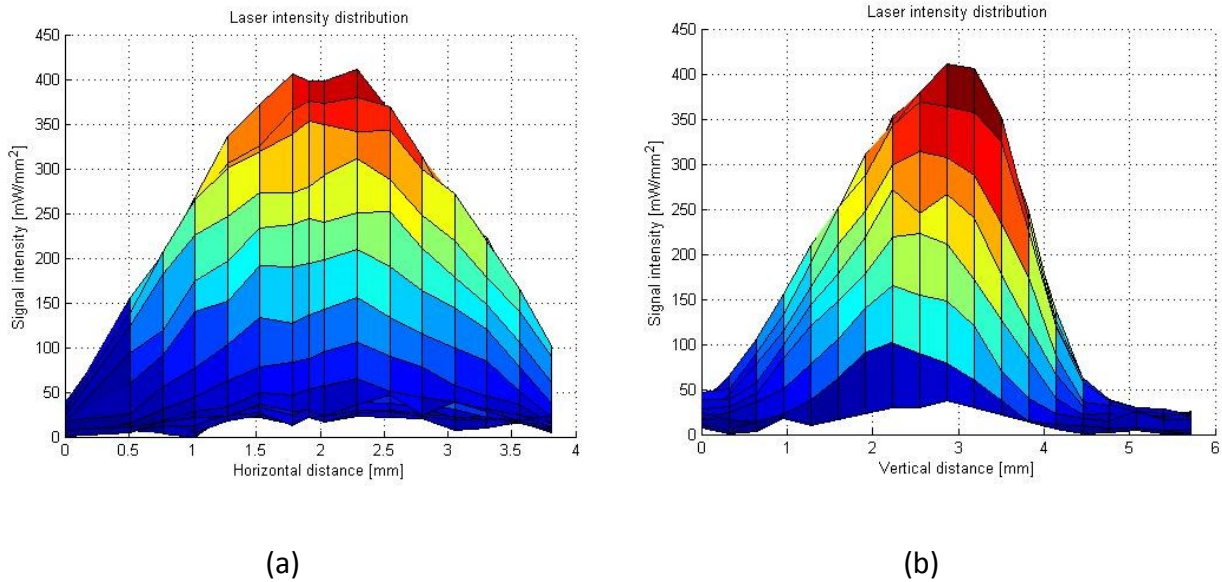 Laser intensity distribution
Signal intensity [mW/mm²]
450
400
350
300
250
200
150
100
50
0
0 0.5 1 1.5 2 2.5 3 3.5 4
Horizontal distance [mm]
(a)
Laser intensity distribution
Signal intensity [mW/mm²]
450
400
350
300
250
200
150
100
50
0
0 1 2 3 4 5 6
Vertical distance [mm]
(b)